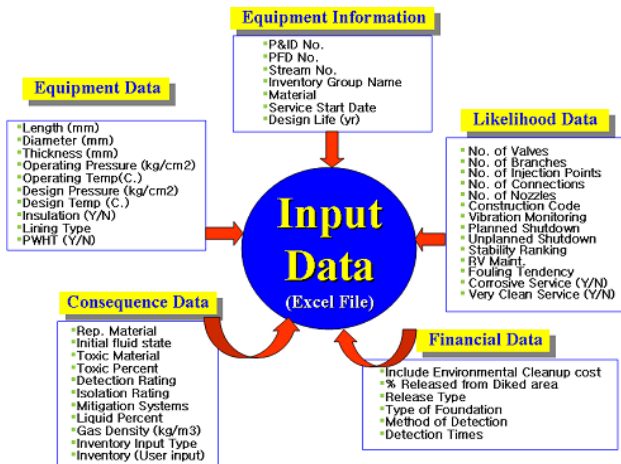 Equipment Information
P&ID No.
PFD No.
Stream No.
Inventory Group Name
Material
Service Start Date
Design Life (yr)
Equipment Data
Length (mm)
Diameter (mm)
Thickness (mm)
Operating Pressure (kg/cm2)
Operating Temp(C.)
Design Pressure (kg/cm2)
Design Temp (C.)
Insulation (Y/N)
Lining Type
PWHT (Y/N)
Likelihood Data
No. of Valves
No. of Branches
No. of Injection Points
No. of Connections
No. of Nozzles
Construction Code
Vibration Monitoring
Planned Shutdown
Unplanned Shutdown
Stability Ranking
RV Maint.
Fouling Tendency
Corrosive Service (Y/N)
Very Clean Service (Y/N)
Input
Data
(Excel File)
Consequence Data
Rep. Material
Initial fluid state
Toxic Material
Toxic Percent
Detection Rating
Isolation Rating
Mitigation Systems
Liquid Percent
Gas Density (kg/m3)
Inventory Input Type
Inventory (User input)
Financial Data
Include Environmental Cleanup cost
% Released from Diked area
Release Type
Type of Foundation
Method of Detection
Detection Times